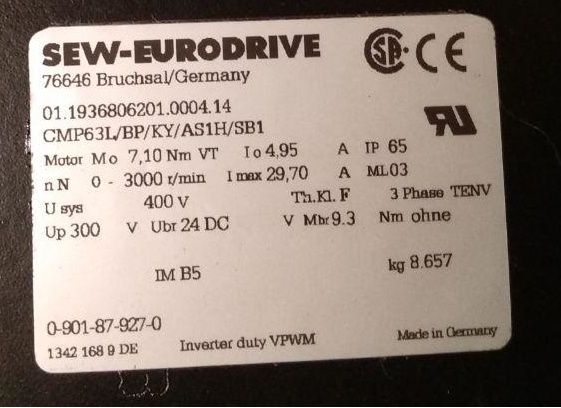 SEW-EURODRIVE
76646 Bruchsal/Germany
CSA CE
01.1936806201.0004.14
CMP63L/BP/KY/AS1H/SB1
Motor Mo 7,10 Nm VT Io 4,95 A IP 65
nN 0 - 3000 r/min I max 29,70 A ML03
U sys 400 V Th.Kl. F 3 Phase TENV
Up 300 V Ubr 24 DC V Mbr 9.3 Nm ohne
IM B5 kg 8.657
0-901-87-927-0
1342 168 9 DE Inverter duty VPWM Made in Germany